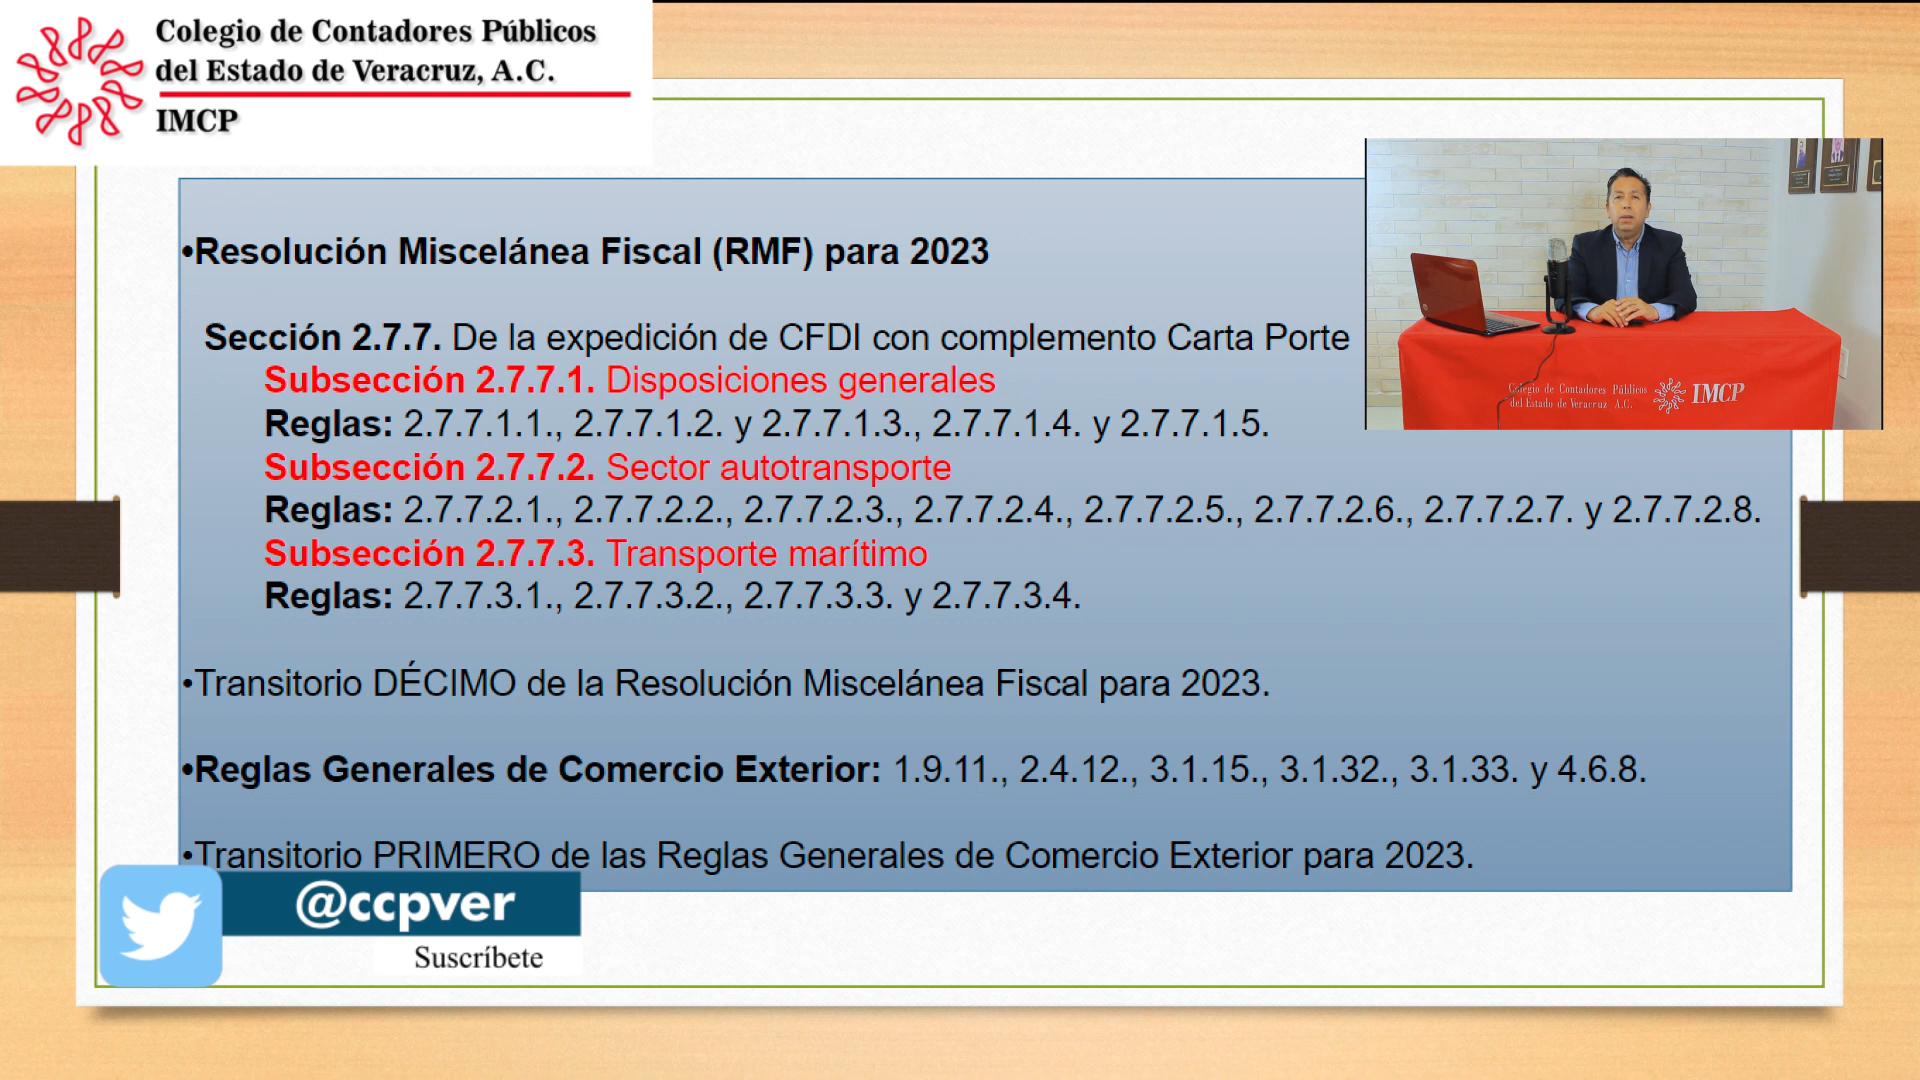 Colegio de Contadores Públicos
del Estado de Veracruz, A.C.
IMCP
•Resolución Miscelánea Fiscal (RMF) para 2023
Sección 2.7.7. De la expedición de CFDI con complemento Carta Porte
Subsección 2.7.7.1. Disposiciones generales
Reglas: 2.7.7.1.1., 2.7.7.1.2. y 2.7.7.1.3., 2.7.7.1.4. y 2.7.7.1.5.
Subsección 2.7.7.2. Sector autotransporte
Reglas: 2.7.7.2.1., 2.7.7.2.2., 2.7.7.2.3., 2.7.7.2.4., 2.7.7.2.5., 2.7.7.2.6., 2.7.7.2.7. y 2.7.7.2.8.
Subsección 2.7.7.3. Transporte marítimo
Reglas: 2.7.7.3.1., 2.7.7.3.2., 2.7.7.3.3. y 2.7.7.3.4.
•Transitorio DÉCIMO de la Resolución Miscelánea Fiscal para 2023.
•Reglas Generales de Comercio Exterior: 1.9.11., 2.4.12., 3.1.15., 3.1.32., 3.1.33. y 4.6.8.
•Transitorio PRIMERO de las Reglas Generales de Comercio Exterior para 2023.
Colegio de Contadores Públicos
del Estado de Veracruz A.C.
IMCP
@ccpver
Suscríbete